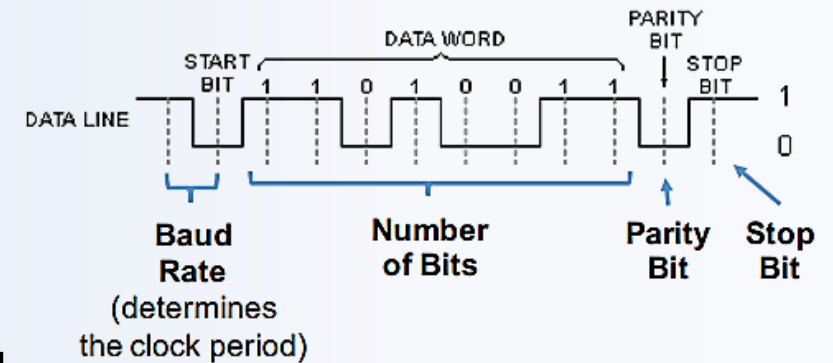 PARITY
BIT
DATA WORD
START
BIT
STOP
BIT
1 1 0 1 0 0 1 1
1
DATA LINE
0
Baud
Rate
(determines
the clock period)
Number
of Bits
Parity
Bit
Stop
Bit